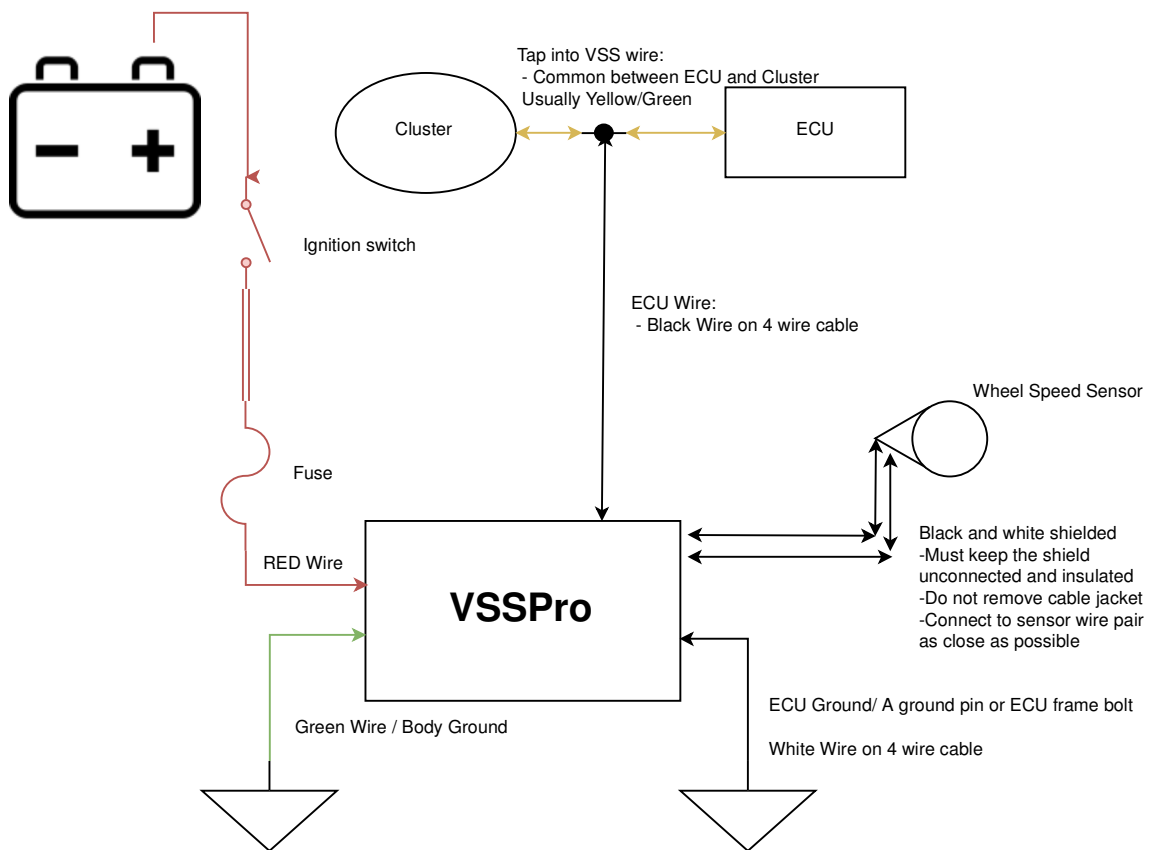 Tap into VSS wire:
- Common between ECU and Cluster
Usually Yellow/Green
Cluster
ECU
Ignition switch
ECU Wire:
- Black Wire on 4 wire cable
Wheel Speed Sensor
Fuse
Black and white shielded
-Must keep the shield
unconnected and insulated
-Do not remove cable jacket
-Connect to sensor wire pair
as close as possible
RED Wire
VSSPro
ECU Ground/ A ground pin or ECU frame bolt
Green Wire / Body Ground
White Wire on 4 wire cable